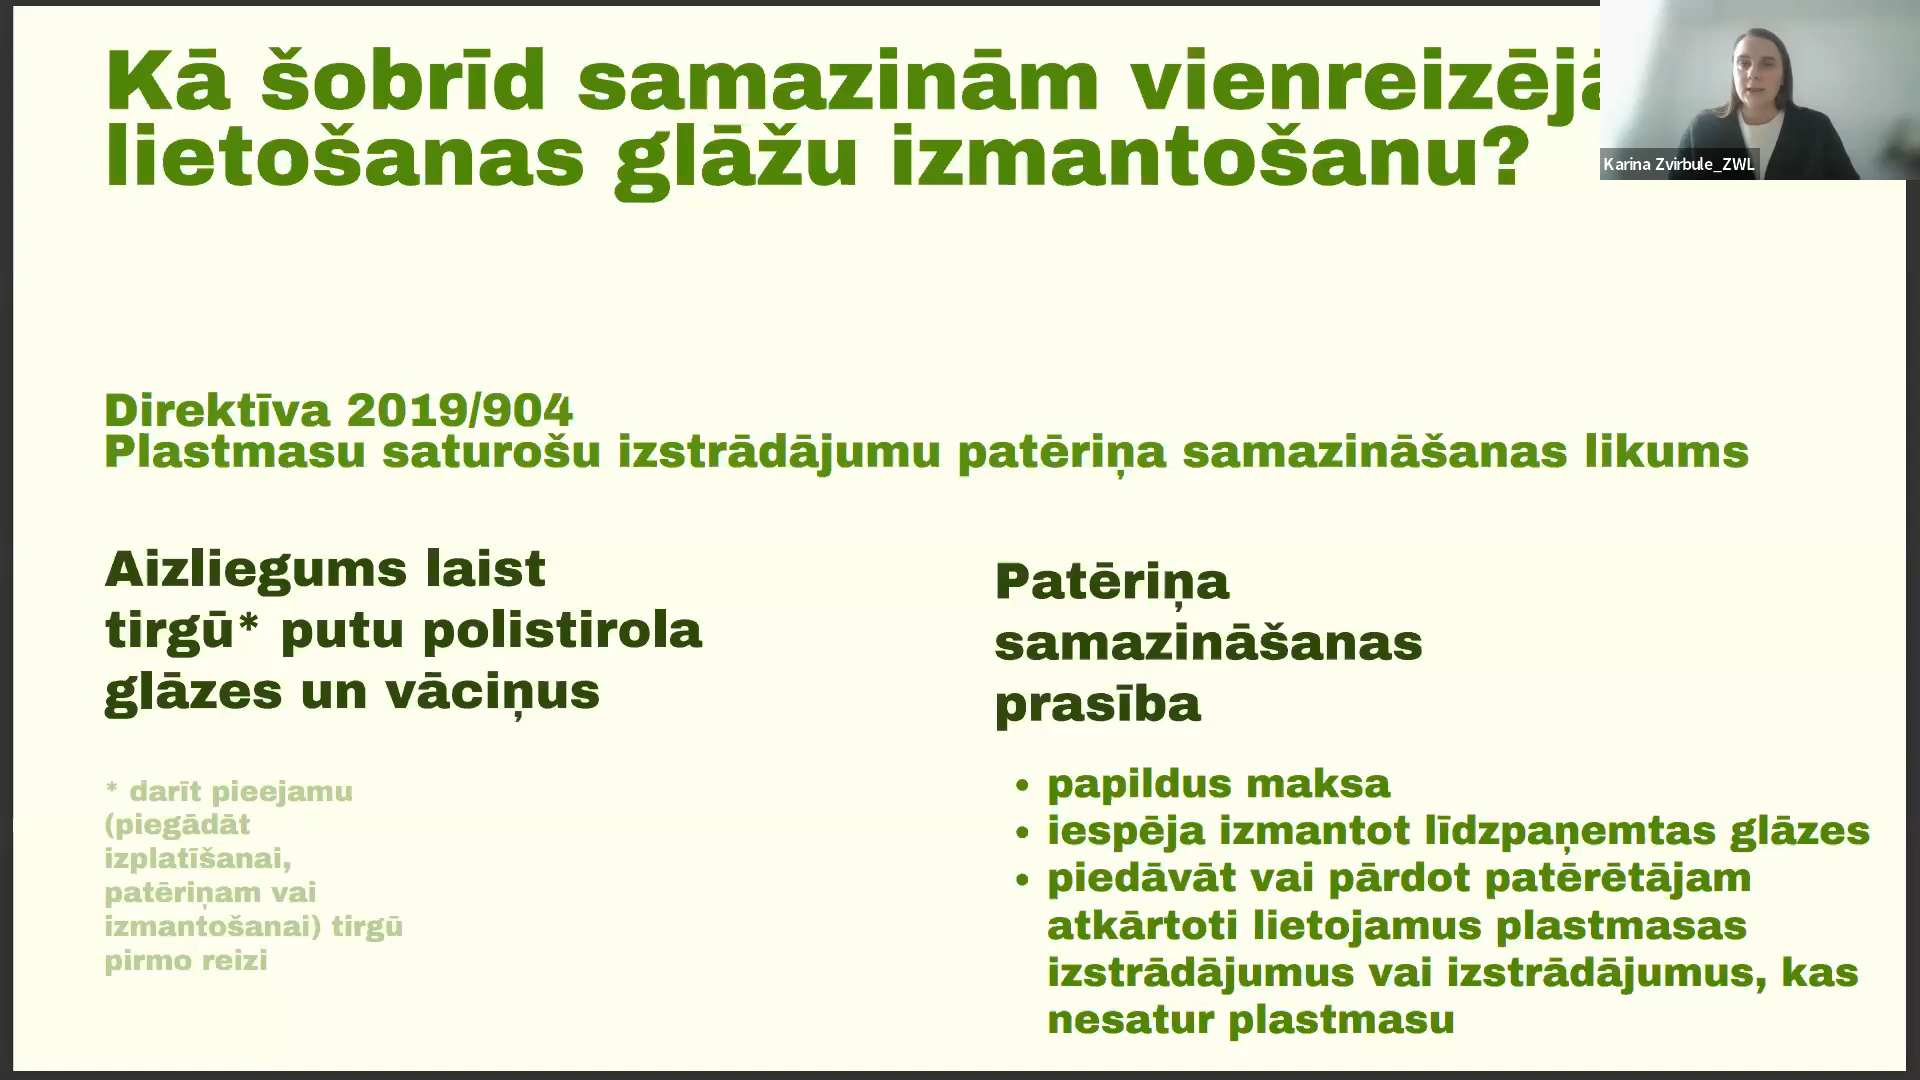 Kā šobrīd samazinām
lietošanas glāžu izmantošanu?
Karina Zvirbule_ZWL
Direktīva 2019/904
Plastmasu saturošu izstrādājumu patēriņa samazināšanas likums
Aizliegums laist
tirgū* putu polistirola
glāzes un vāciņus
* darīt pieejamu
(piegādāt
izplatīšanai,
patēriņam vai
izmantošanai) tirgū
pirmo reizi
Patēriņa
samazināšanas
prasība
• papildus maksa
• iespēja izmantot līdzpaņemtas glāzes
• piedāvāt vai pārdot patērētājam
atkārtoti lietojamus plastmasas
izstrādājumus vai izstrādājumus, kas
nesatur plastmasu